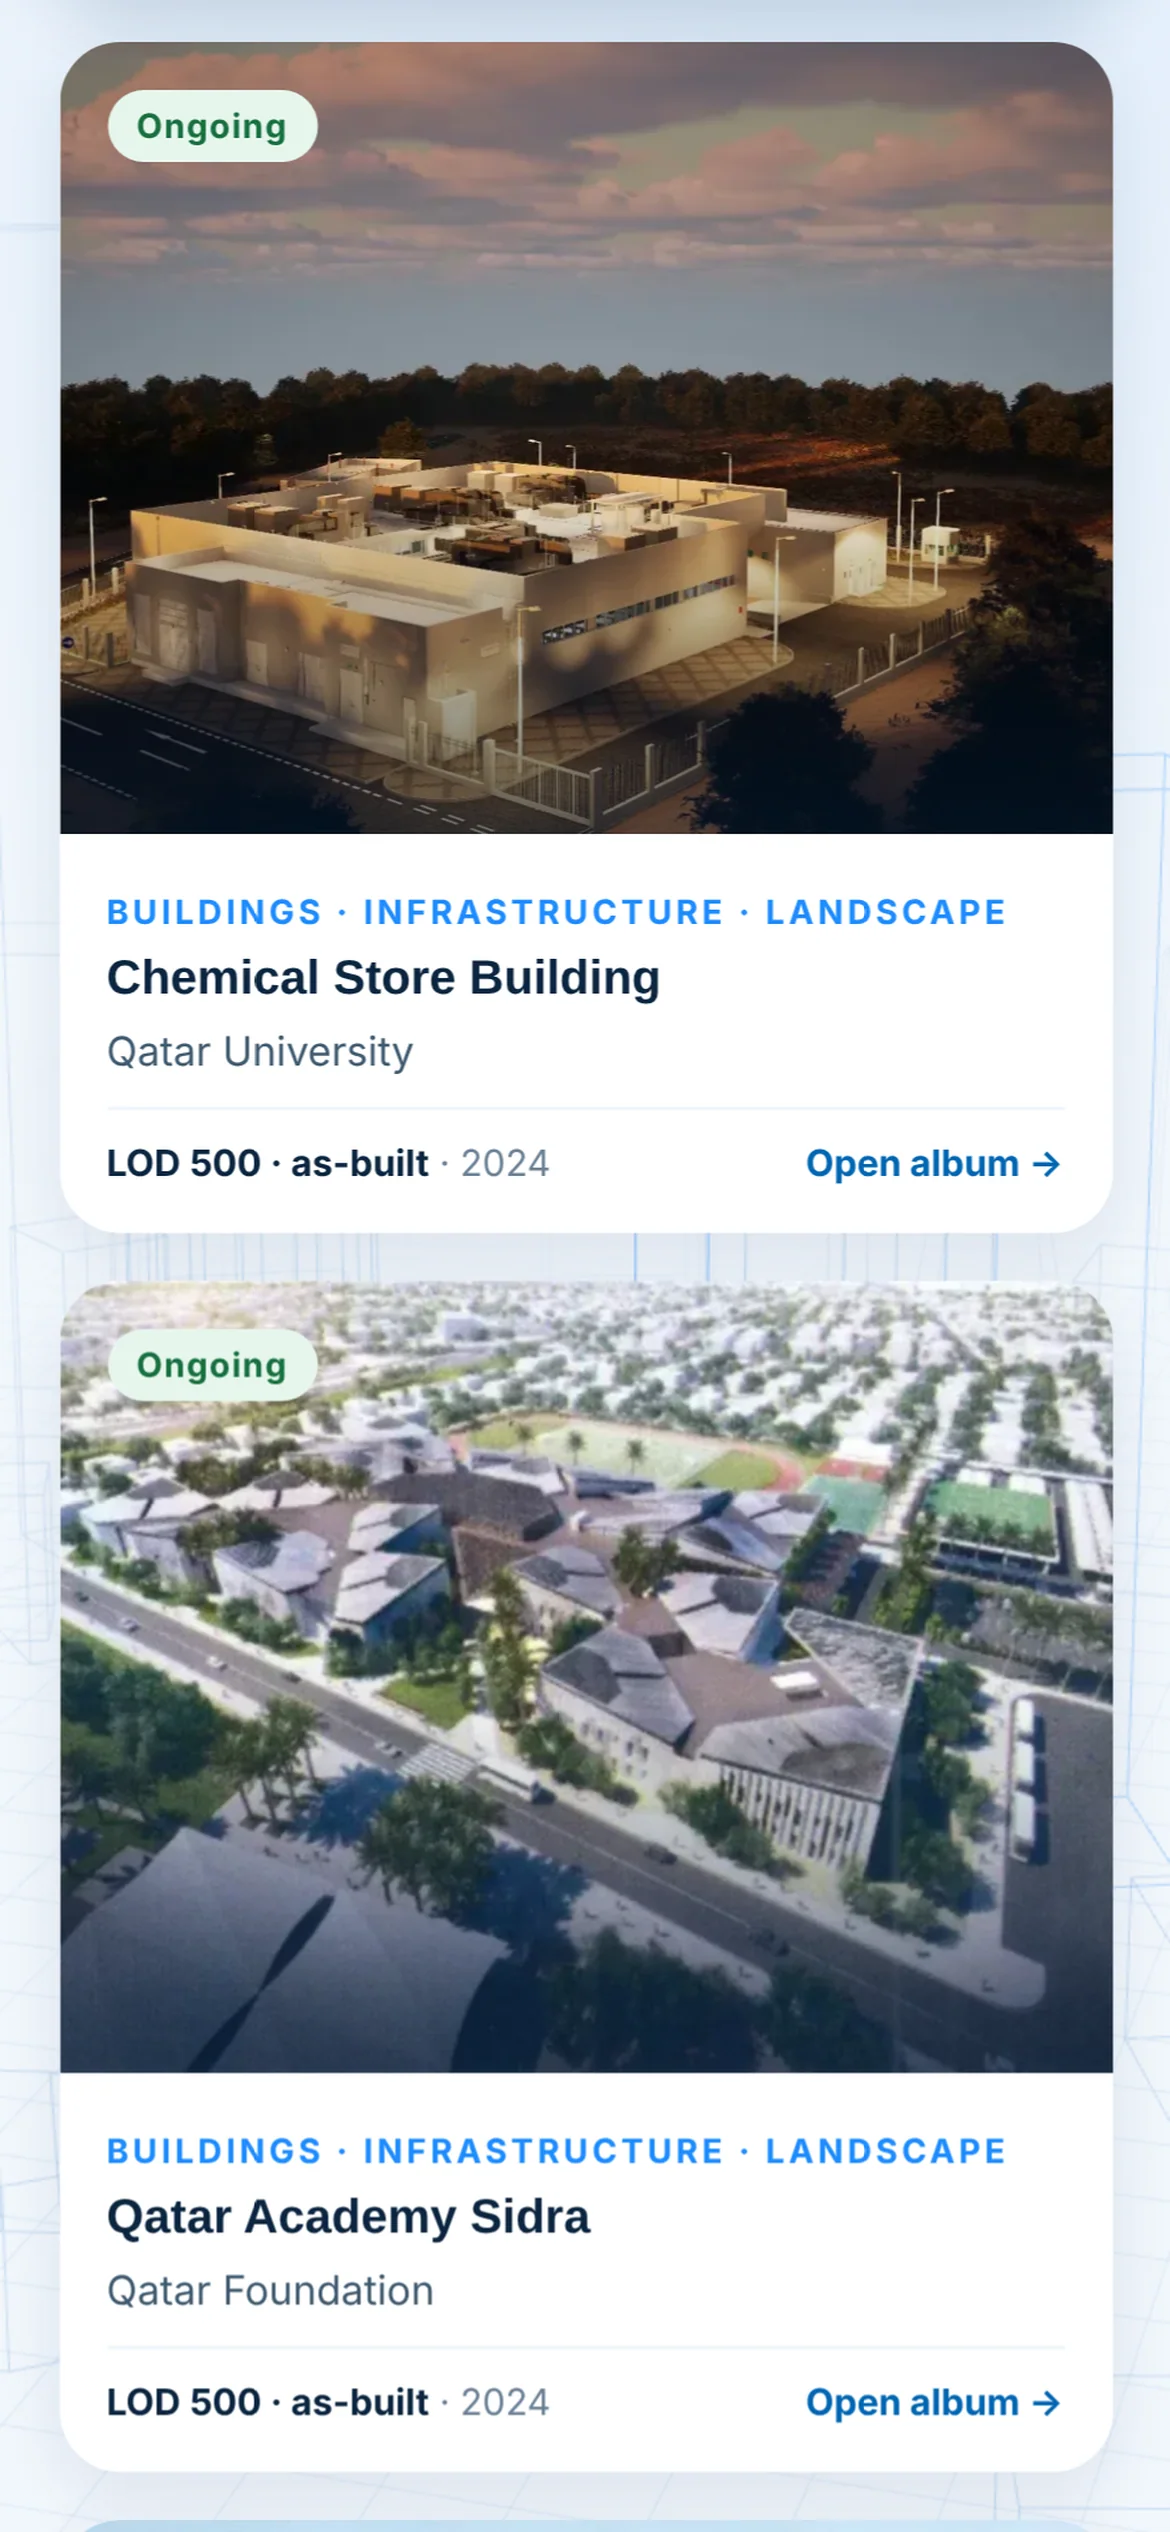 Ongoing
BUILDINGS · INFRASTRUCTURE · LANDSCAPE
Chemical Store Building
Qatar University
LOD 500 · as-built · 2024
Open album →
Ongoing
BUILDINGS · INFRASTRUCTURE · LANDSCAPE
Qatar Academy Sidra
Qatar Foundation
LOD 500 · as-built · 2024
Open album →